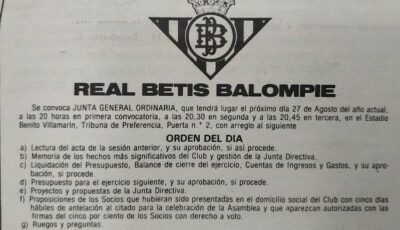 B B
REAL BETIS BALOMPIE
Se convoca JUNTA GENERAL ORDINARIA, que tendrá lugar el próximo día 27 de Agosto del año actual,
a las 20 horas en primera convocatoria, a las 20,30 en segunda y a las 20,45 en tercera, en el Estadio
Benito Villamarín, Tribuna de Preferencia, Puerta n.° 2, con arreglo al siguiente
ORDEN DEL DIA
a) Lectura del acta de la sesión anterior, y su aprobación, si así procede.
b) Memoria de los hechos más significativos del Club y gestión de la Junta Directiva.
c) Liquidación del Presupuesto, Balance de cierre del ejercicio, Cuentas de Ingresos y Gastos, y su apro-
bación, si procede.
d) Presupuesto para el ejercicio siguiente, y su aprobación, si procede.
e) Proyectos y propuestas de la Junta Directiva.
f) Proposiciones de los Socios que hubieran sido presentadas en el domicilio social del Club con cinco días
hábiles de antelación al citado para la celebración de la Asamblea y que aparezcan autorizadas con las
firmas del cinco por ciento de los Socios con derecho a voto.
g) Ruegos y preguntas.